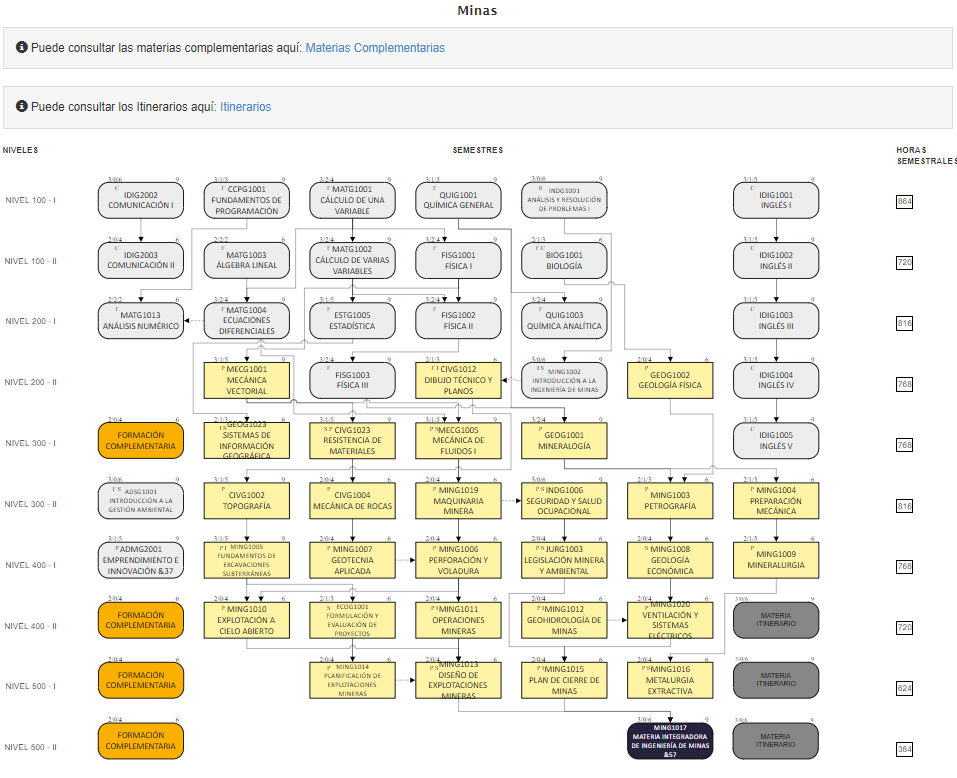 Minas
Puede consultar las materias complementarias aquí: Materias Complementarias
Puede consultar los Itinerarios aquí: Itinerarios
NIVELES
SEMESTRES
HORAS
SEMESTRALES
NIVEL 100 - I
3/0/6 9
C
IDIG2002
COMUNICACIÓN I
3/1/5 9
CCPG1001
FUNDAMENTOS DE
PROGRAMACIÓN
3/2/4 9
MATG1001
CÁLCULO DE UNA
VARIABLE
3/1/5 9
QUIG1001
QUÍMICA GENERAL
3/0/6 9
S
INDG1001
ANÁLISIS Y RESOLUCIÓN
DE PROBLEMAS I
3/1/5 9
C
IDIG1001
INGLÉS I
864
NIVEL 100 - II
2/0/4 6
C
IDIG2003
COMUNICACIÓN II
2/2/2 6
MATG1003
ÁLGEBRA LINEAL
3/2/4 9
MATG1002
CÁLCULO DE VARIAS
VARIABLES
3/2/4 9
FISG1001
FÍSICA I
2/1/3 6
BIOG1001
BIOLOGÍA
3/1/5 9
C
IDIG1002
INGLÉS II
720
NIVEL 200 - I
2/2/2 6
MATG1013
ANÁLISIS NUMÉRICO
3/2/4 9
MATG1004
ECUACIONES
DIFERENCIALES
3/1/5 9
ESTG1005
ESTADÍSTICA
3/2/4 9
FISG1002
FÍSICA II
3/2/4 9
QUIG1003
QUÍMICA ANALÍTICA
3/1/5 9
C
IDIG1003
INGLÉS III
816
NIVEL 200 - II
3/1/5 9
P
MECG1001
MECÁNICA
VECTORIAL
3/1/5 9
FISG1003
FÍSICA III
2/1/3 6
CIVG1012
DIBUJO TÉCNICO Y
PLANOS
3/0/6 9
MING1002
INTRODUCCIÓN A LA
INGENIERÍA DE MINAS
2/0/4 6
P
GEOG1002
GEOLOGÍA FÍSICA
3/1/5 9
C
IDIG1004
INGLÉS IV
768
NIVEL 300 - I
2/0/4 6
FORMACIÓN
COMPLEMENTARIA
2/1/3 6
GEOG1023
SISTEMAS DE
INFORMACIÓN
GEOGRÁFICA
3/1/5 9
S P
CIVG1023
RESISTENCIA DE
MATERIALES
3/1/5 9
MECG1005
MECÁNICA DE
FLUIDOS I
3/2/4 9
P
GEOG1001
MINERALOGÍA
3/1/5 9
C
IDIG1005
INGLÉS V
768
NIVEL 300 - II
3/0/6 9
ADSG1001
INTRODUCCIÓN A LA
GESTIÓN AMBIENTAL
3/1/5 9
P
CIVG1002
TOPOGRAFÍA
2/0/4 6
P
CIVG1004
MECÁNICA DE ROCAS
2/0/4 6
P
MING1019
MAQUINARIA
MINERA
3/0/6 9
P S
INDG1006
SEGURIDAD Y SALUD
OCUPACIONAL
2/1/3 6
P
MING1003
PETROGRAFÍA
2/1/3 6
P
MING1004
PREPARACIÓN
MECÁNICA
816
NIVEL 400 - I
3/1/5 9
P
ADMG2001
EMPRENDIMIENTO E
INNOVACIÓN &37
3/1/5 9
P I
MING1005
FUNDAMENTOS DE
EXCAVACIONES
SUBTERRÁNEAS
2/0/4 6
P
MING1007
GEOTECNIA
APLICADA
2/0/4 6
P
MING1006
PERFORACIÓN Y
VOLADURA
2/0/4 6
P S
JURG1003
LEGISLACIÓN MINERA
Y AMBIENTAL
2/0/4 6
S
MING1008
GEOLOGÍA
ECONÓMICA
2/1/3 6
P
MING1009
MINERALURGIA
768
NIVEL 400 - II
2/0/4 6
FORMACIÓN
COMPLEMENTARIA
2/0/4 6
P
MING1010
EXPLOTACIÓN A
CIELO ABIERTO
2/1/3 6
S
ECOG1001
FORMULACIÓN Y
EVALUACIÓN DE
PROYECTOS
2/0/4 6
P I
MING1011
OPERACIONES
MINERAS
2/0/4 6
P I
MING1012
GEOHIDROLOGÍA DE
MINAS
2/0/4 6
MING1020
VENTILACIÓN Y
SISTEMAS
ELÉCTRICOS
3/0/6 9
MATERIA
ITINERARIO
720
NIVEL 500 - I
2/0/4 6
FORMACIÓN
COMPLEMENTARIA
2/0/4 6
P
MING1014
PLANIFICACIÓN DE
EXPLOTACIONES
MINERAS
2/0/4 6
P S
MING1013
DISEÑO DE
EXPLOTACIONES
MINERAS
2/0/4 6
P I
MING1015
PLAN DE CIERRE DE
MINAS
2/0/4 6
P S
MING1016
METALURGIA
EXTRACTIVA
3/0/6 9
MATERIA
ITINERARIO
624
NIVEL 500 - II
2/0/4 6
FORMACIÓN
COMPLEMENTARIA
3/0/6 9
MING1017
MATERIA INTEGRADORA
DE INGENIERÍA DE MINAS
&57
3/0/6 9
MATERIA
ITINERARIO
384